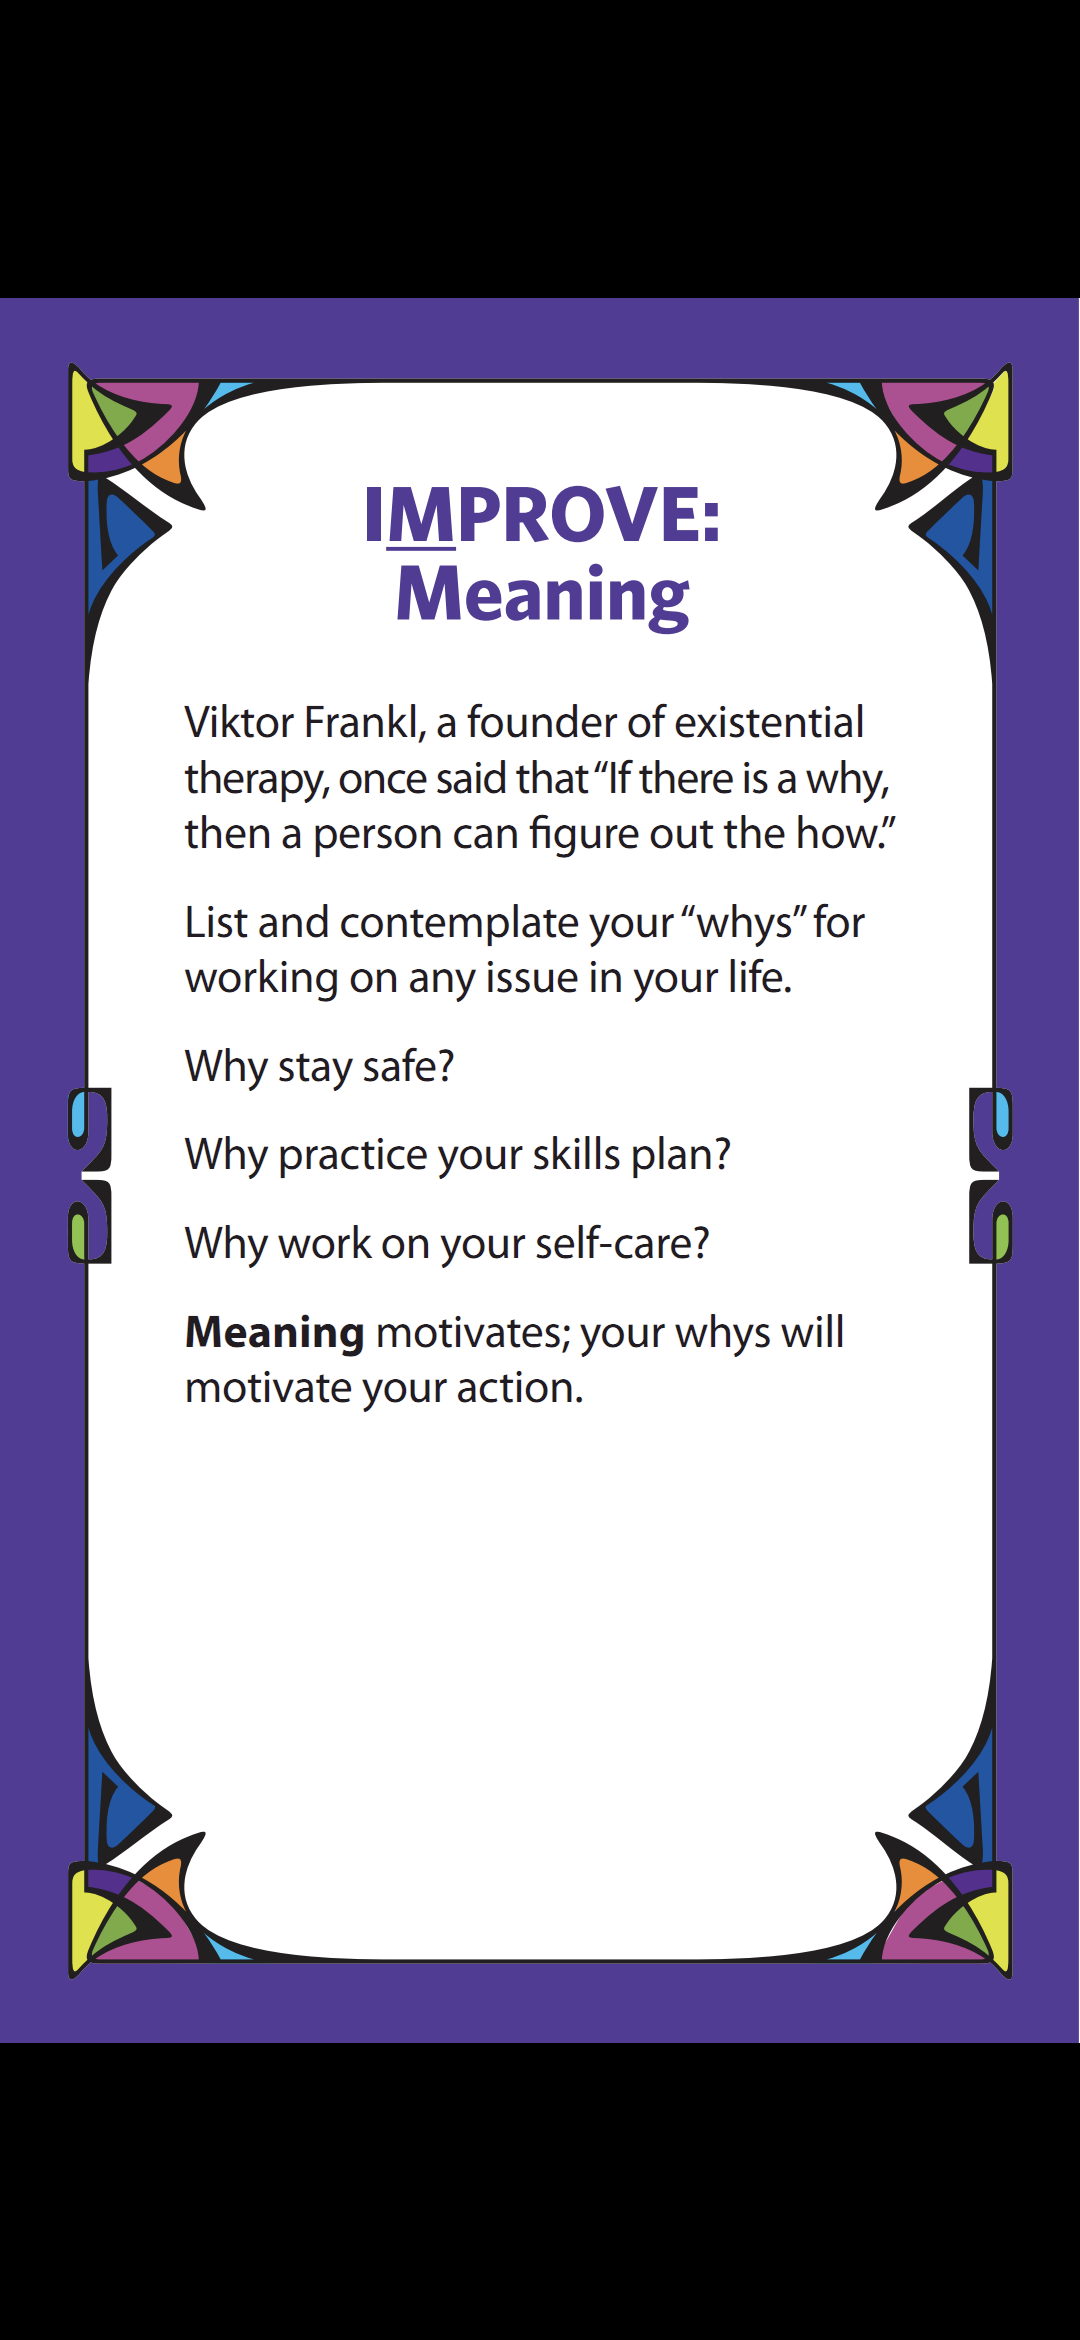 IMPROVE:
Meaning
Viktor Frankl, a founder of existential
therapy, once said that “If there is a why,
then a person can figure out the how.”
List and contemplate your “whys” for
working on any issue in your life.
Why stay safe?
Why practice your skills plan?
Why work on your self-care?
Meaning motivates; your whys will
motivate your action.